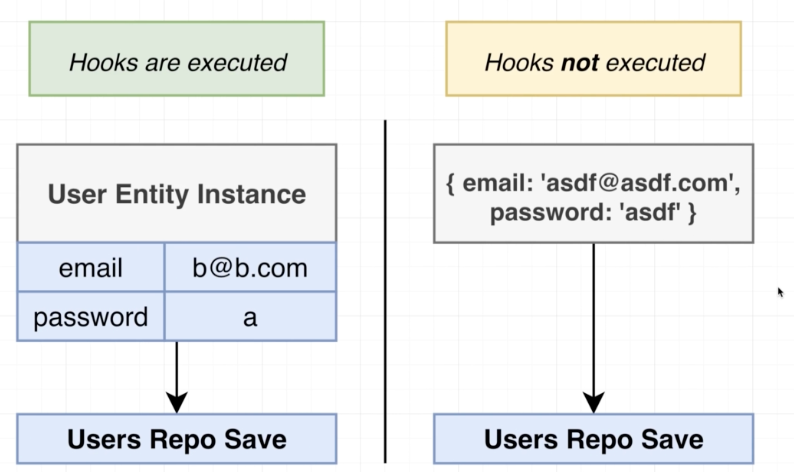 Hooks are executed
User Entity Instance
email
b@b.com
password
a
Users Repo Save
Hooks not executed
{ email: 'asdf@asdf.com',
password: 'asdf' }
Users Repo Save